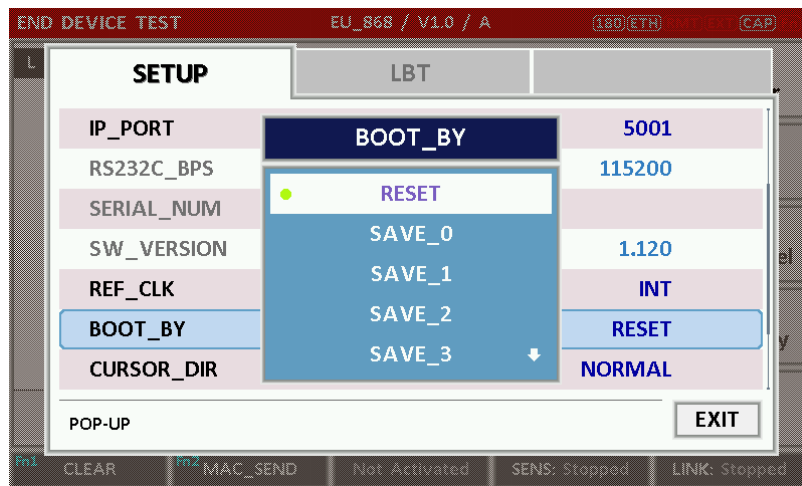 END DEVICE TEST EU_868 / V1.0 / A (180) (ETH) (CAP)
L
SETUP LBT
IP_PORT 5001
RS232C_BPS 115200
SERIAL_NUM
SW_VERSION 1.120
REF_CLK INT
BOOT_BY RESET
CURSOR_DIR NORMAL
BOOT_BY
RESET
SAVE_0
SAVE_1
SAVE_2
SAVE_3
POP-UP EXIT
Fn1 CLEAR Fn2 MAC_SEND Not Activated SENS: Stopped LINK: Stopped